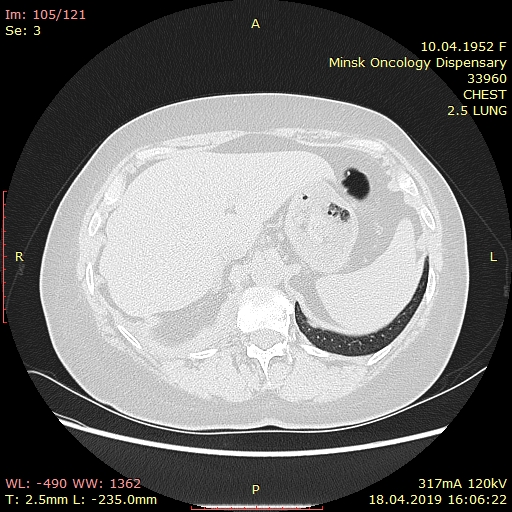 Im: 105/121
Se: 3
A
10.04.1952 F
Minsk Oncology Dispensary
33960
CHEST
2.5 LUNG
R
L
WL: -490 WW: 1362
T: 2.5mm L: -235.0mm
P
317mA 120kV
18.04.2019 16:06:22